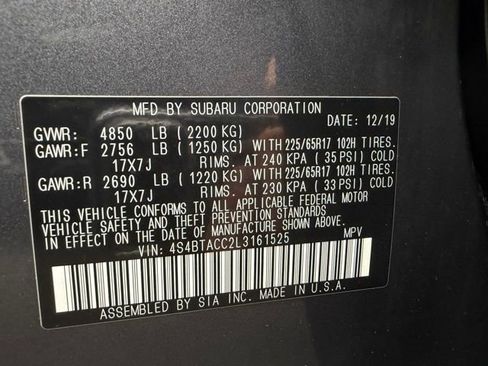 MFD BY SUBARU CORPORATION
DATE: 12/19
GVWR: 4850 LB (2200 KG)
GAWR:F 2756 LB (1250 KG) WITH 225/65R17 102H TIRES.
17X7J RIMS. AT 240 KPA (35 PSI) COLD
GAWR:R 2690 LB (1220 KG) WITH 225/65R17 102H TIRES.
17X7J RIMS. AT 230 KPA (33 PSI) COLD
THIS VEHICLE CONFORMS TO ALL APPLICABLE FEDERAL MOTOR
VEHICLE SAFETY, BUMPER, AND THEFT PREVENTION STANDARDS
IN EFFECT ON THE DATE OF MANUFACTURE SHOWN ABOVE.
VIN: 4S4BTACC2L3161525 MPV
ASSEMBLED BY SIA INC. MADE IN U.S.A.